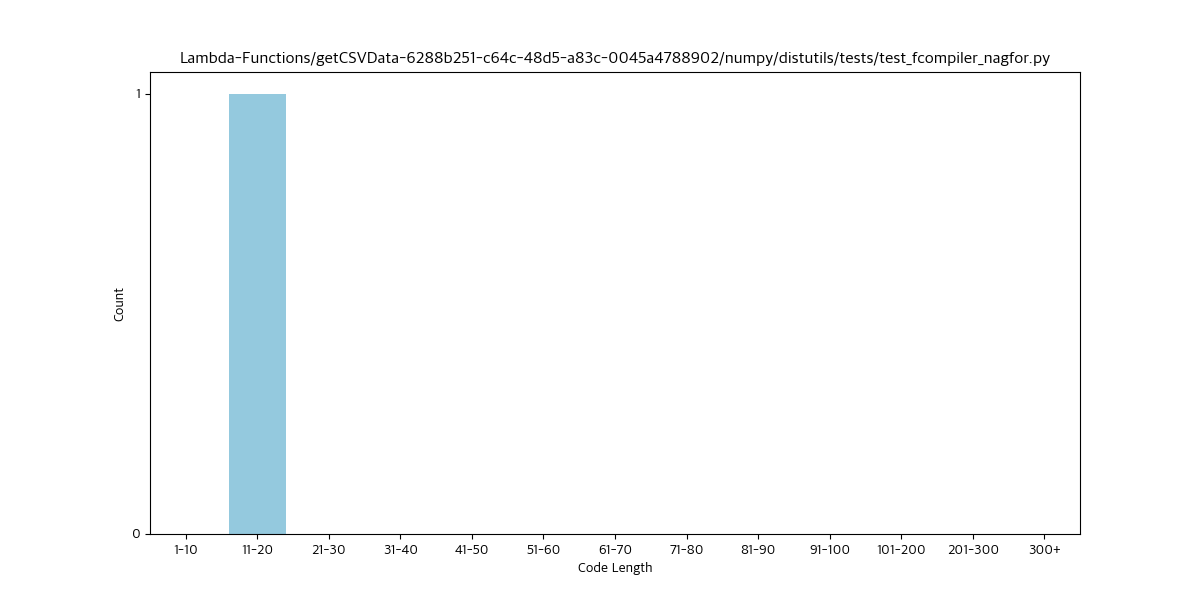 Lambda-Functions/getCSVData-6288b251-c64c-48d5-a83c-0045a4788902/numpy/distutils/tests/test_fcompiler_nagfor.py
1
Count
0
1-10 11-20 21-30 31-40 41-50 51-60 61-70 71-80 81-90 91-100 101-200 201-300 300+
Code Length